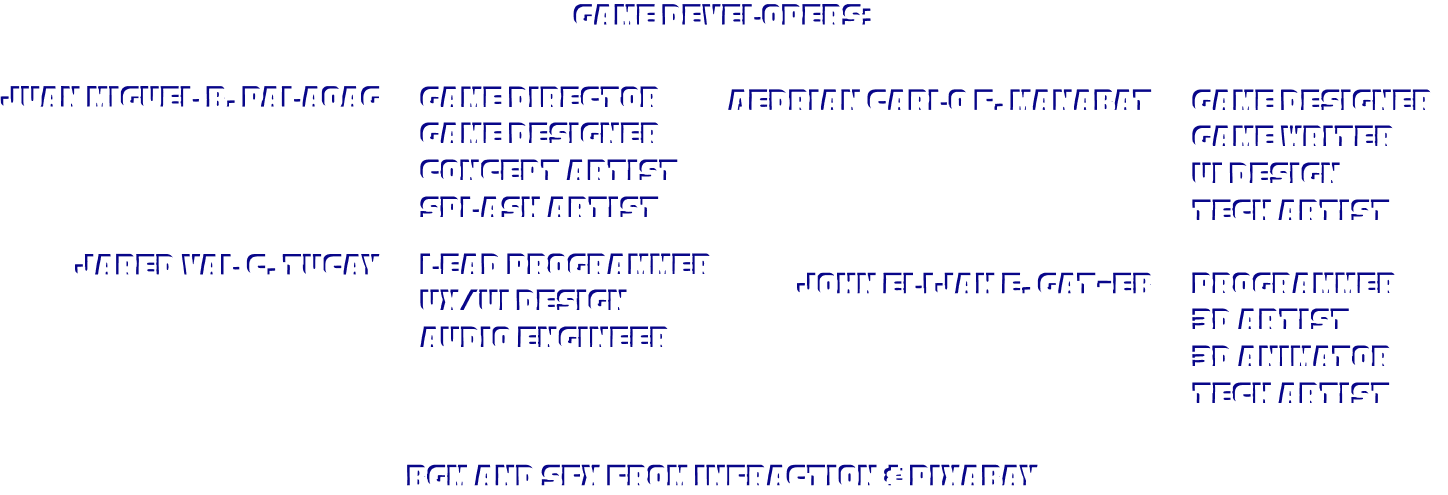 GAME DEVELOPERS:
JUAN MIGUEL R. PALAOAG
GAME DIRECTOR
GAME DESIGNER
CONCEPT ARTIST
SPLASH ARTIST
AEDRIAN CARLO F. MANABAT
GAME DESIGNER
GAME WRITER
UI DESIGN
TECH ARTIST
JARED VAL C. TUGAY
LEAD PROGRAMMER
UX/UI DESIGN
AUDIO ENGINEER
JOHN ELIJAH E.
PROGRAMMER
3D ARTIST
3D ANIMATOR
TECH ARTIST
BGM AND SFX FROM INFRACTION & PIXABAY